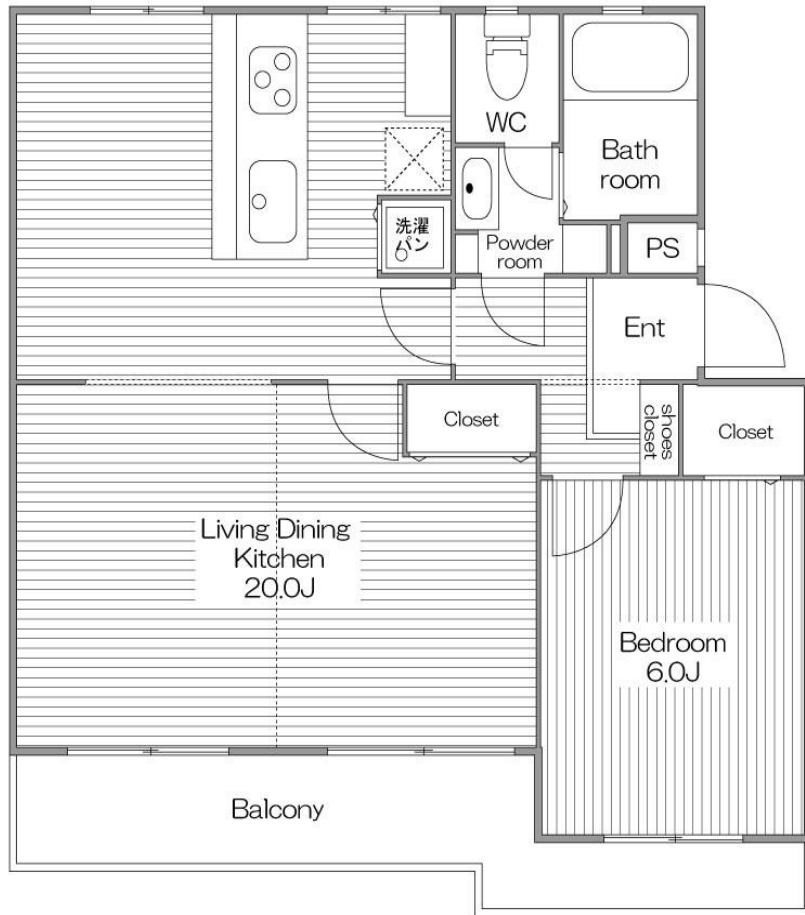 WC
Bath
room
洗濯
パン
Powder
room
PS
Ent
Closet
shoes
closet
Closet
Living Dining
Kitchen
20.0J
Bedroom
6.0J
Balcony